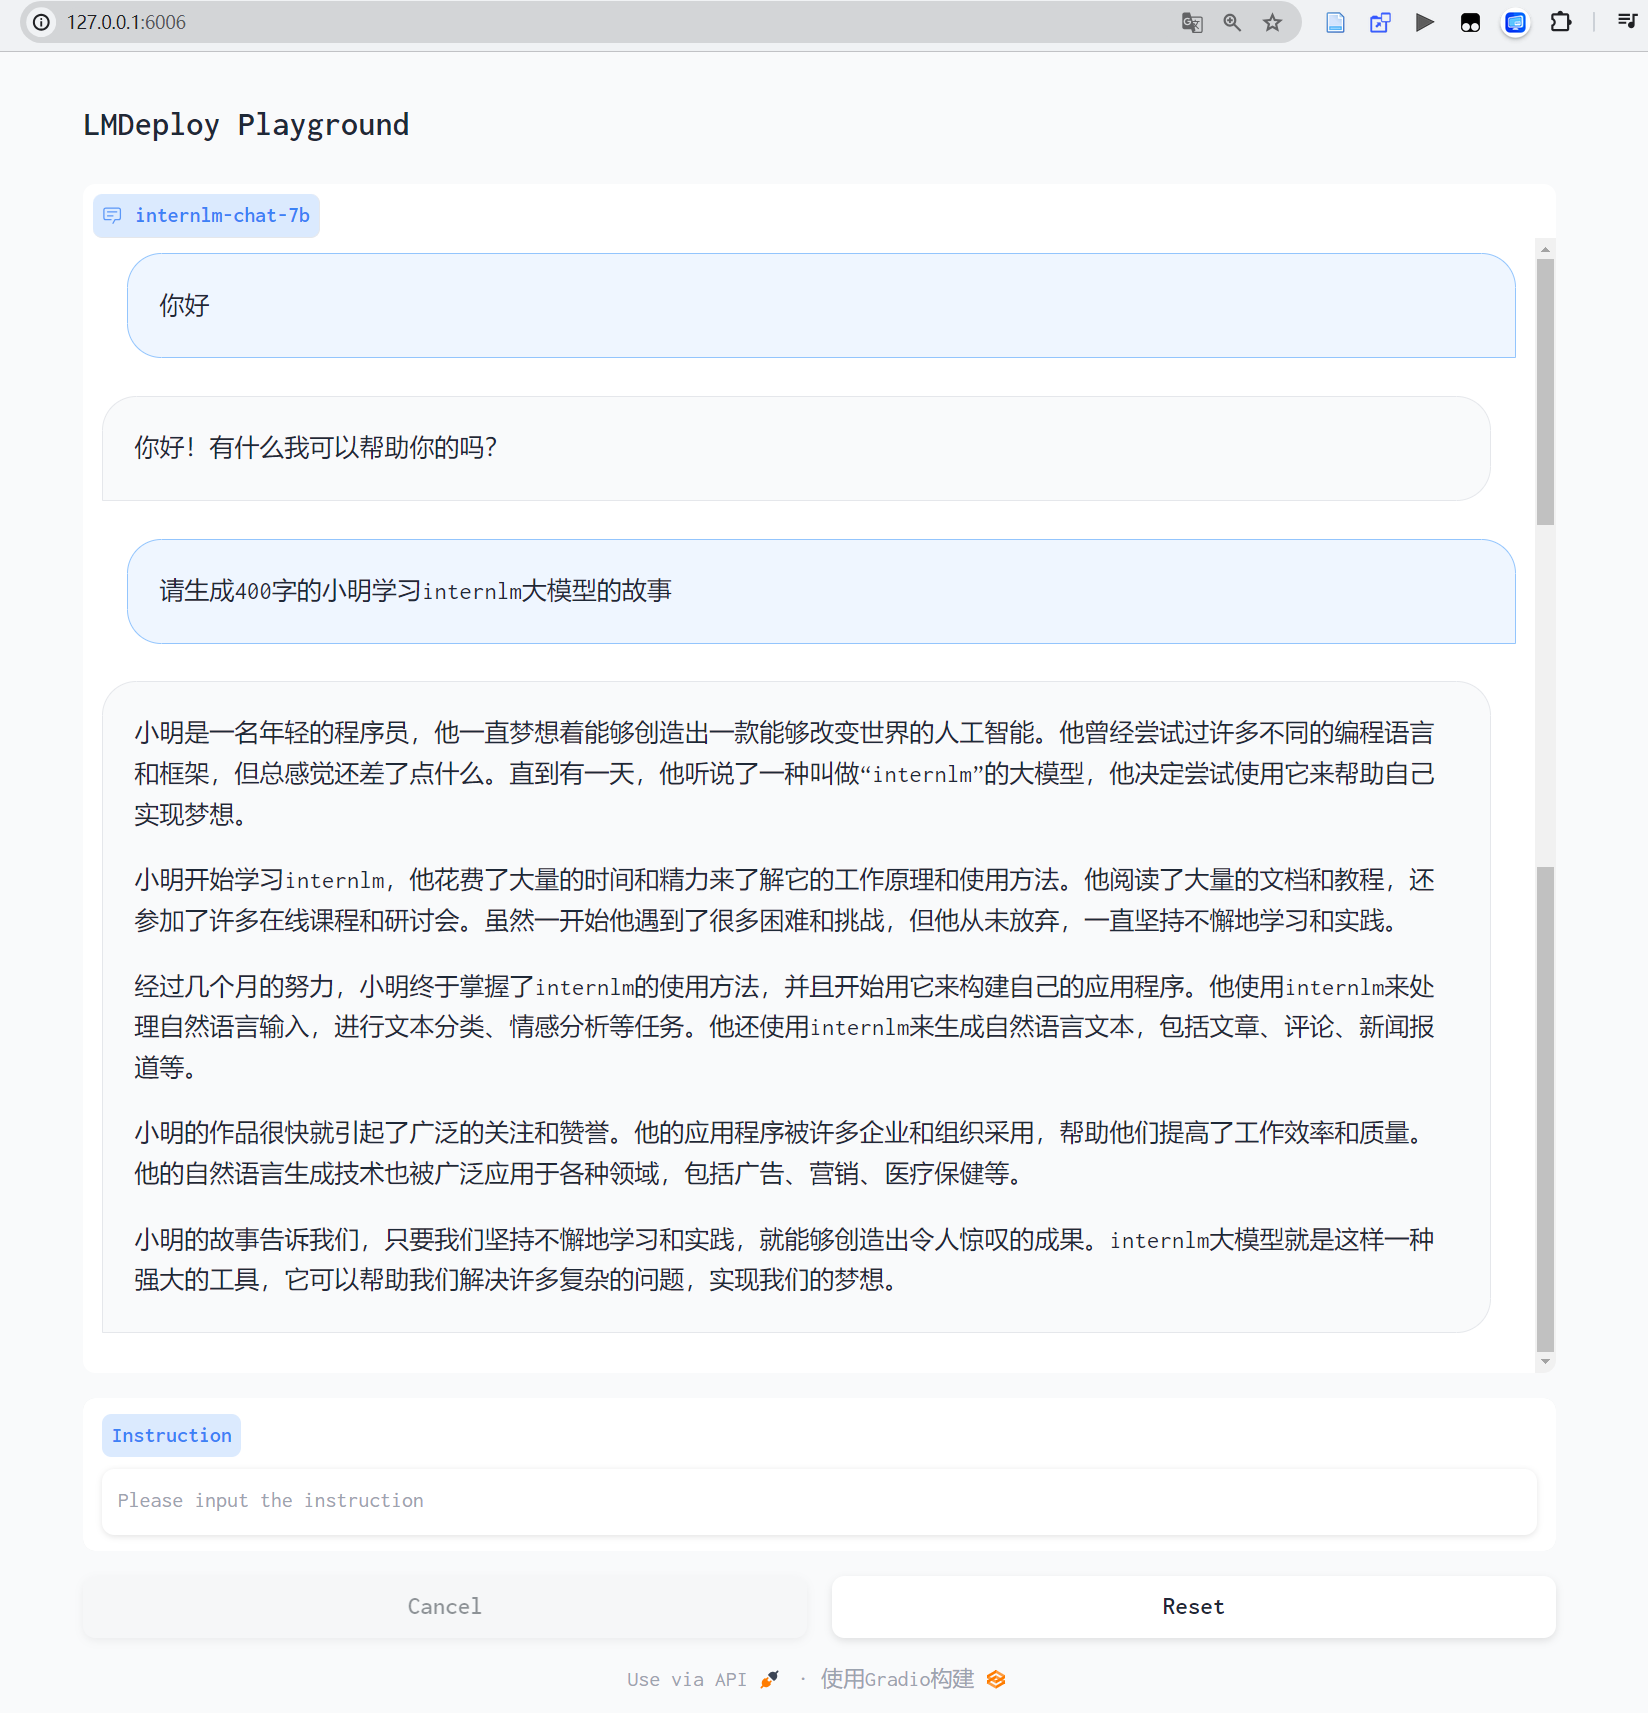 127.0.0.1:6006
LMDeploy Playground
internlm-chat-7b
你好
你好！有什么我可以帮助你的吗？
请生成400字的小明学习internlm大模型的故事
小明是一名年轻的程序员，他一直梦想着能够创造出一款能够改变世界的人工智能。他曾经尝试过许多不同的编程语言
和框架，但总感觉还差了点什么。直到有一天，他听说了一种叫做“internlm”的大模型，他决定尝试使用它来帮助自己
实现梦想。
小明开始学习internlm，他花费了大量的时间和精力来了解它的工作原理和使用方法。他阅读了大量的文档和教程，还
参加了许多在线课程和研讨会。虽然一开始他遇到了很多困难和挑战，但他从未放弃，一直坚持不懈地学习和实践。
经过几个月的努力，小明终于掌握了internlm的使用方法，并且开始用它来构建自己的应用程序。他使用internlm来处
理自然语言输入，进行文本分类、情感分析等任务。他还使用internlm来生成自然语言文本，包括文章、评论、新闻报
道等。
小明的作品很快就引起了广泛的关注和赞誉。他的应用程序被许多企业和组织采用，帮助他们提高了工作效率和质量。
他的自然语言生成技术也被广泛应用于各种领域，包括广告、营销、医疗保健等。
小明的故事告诉我们，只要我们坚持不懈地学习和实践，就能够创造出令人惊叹的成果。internlm大模型就是这样一种
强大的工具，它可以帮助我们解决许多复杂的问题，实现我们的梦想。
Instruction
Please input the instruction
Cancel
Reset
Use via API · 使用Gradio构建